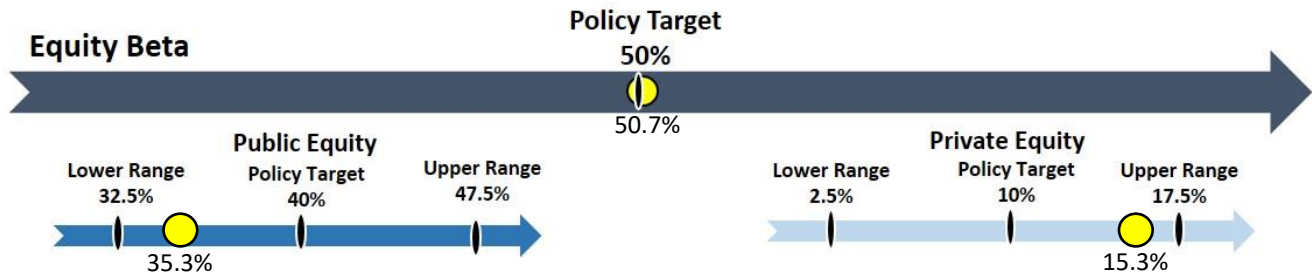 Policy Target
Equity Beta
50%
50.7%
Public Equity
Lower Range
Policy Target
Upper Range
32.5%
40%
47.5%
35.3%
Private Equity
Lower Range
Policy Target
Upper Range
2.5%
10%
17.5%
15.3%